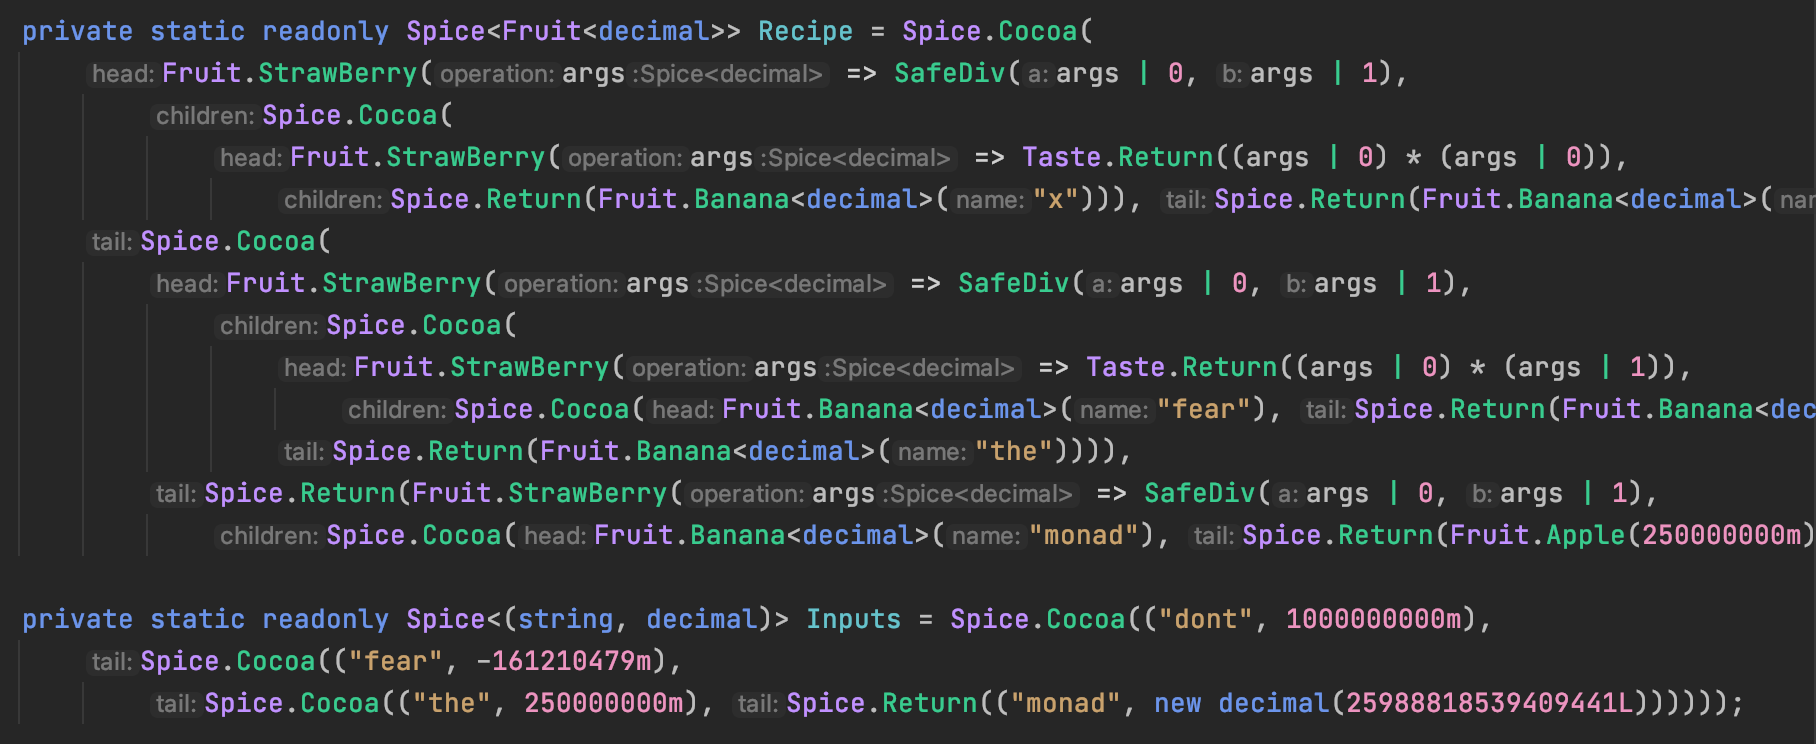 private static readonly Spice<Fruit<decimal>> Recipe = Spice.Cocoa(
head: Fruit.StrawBerry( operation: args :Spice<decimal> => SafeDiv( a: args | 0, b: args | 1),
children: Spice.Cocoa(
head: Fruit.StrawBerry( operation: args :Spice<decimal> => Taste.Return((args | 0) * (args | 0)),
children: Spice.Return(Fruit.Banana<decimal>( name: "x"))), tail: Spice.Return(Fruit.Banana<decimal>(
tail: Spice.Cocoa(
head: Fruit.StrawBerry( operation: args :Spice<decimal> => SafeDiv( a: args | 0, b: args | 1),
children: Spice.Cocoa(
head: Fruit.StrawBerry( operation: args :Spice<decimal> => Taste.Return((args | 0) * (args | 1)),
children: Spice.Cocoa( head: Fruit.Banana<decimal>( name: "fear"), tail: Spice.Return(Fruit.Banana<dec
tail: Spice.Return(Fruit.Banana<decimal>( name: "the")))),
tail: Spice.Return(Fruit.StrawBerry( operation: args :Spice<decimal> => SafeDiv( a: args | 0, b: args | 1),
children: Spice.Cocoa( head: Fruit.Banana<decimal>( name: "monad"), tail: Spice.Return(Fruit.Apple(250000000m)
private static readonly Spice<(string, decimal)> Inputs = Spice.Cocoa(("dont", 1000000000m),
tail: Spice.Cocoa(("fear", -161210479m),
tail: Spice.Cocoa(("the", 250000000m), tail: Spice.Return(("monad", new decimal(25988818539409441L))))));